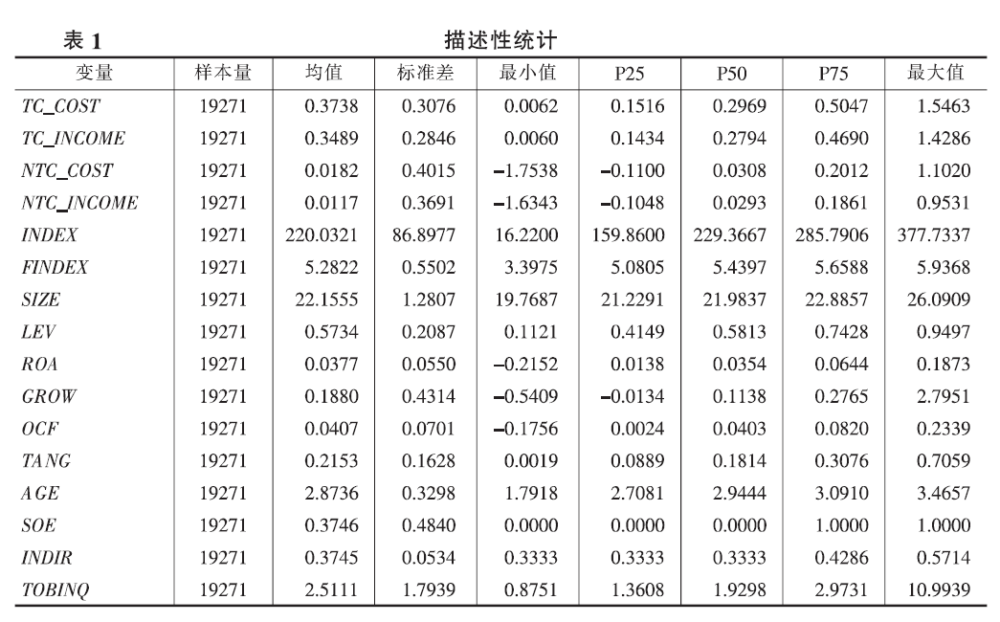 表1 描述性统计
变量 样本量 均值 标准差 最小值 P25 P50 P75 最大值
TC_COST 19271 0.3738 0.3076 0.0062 0.1516 0.2969 0.5047 1.5463
TC_INCOME 19271 0.3489 0.2846 0.0060 0.1434 0.2794 0.4690 1.4286
NTC_COST 19271 0.0182 0.4015 −1.7538 −0.1100 0.0308 0.2012 1.1020
NTC_INCOME 19271 0.0117 0.3691 −1.6343 −0.1048 0.0293 0.1861 0.9531
INDEX 19271 220.0321 86.8977 16.2200 159.8600 229.3667 285.7906 377.7337
FINDEX 19271 5.2822 0.5502 3.3975 5.0805 5.4397 5.6588 5.9368
SIZE 19271 22.1555 1.2807 19.7687 21.2291 21.9837 22.8857 26.0909
LEV 19271 0.5734 0.2087 0.1121 0.4149 0.5813 0.7428 0.9497
ROA 19271 0.0377 0.0550 −0.2152 0.0138 0.0354 0.0644 0.1873
GROW 19271 0.1880 0.4314 −0.5409 −0.0134 0.1138 0.2765 2.7951
OCF 19271 0.0407 0.0701 −0.1756 0.0024 0.0403 0.0820 0.2339
TANG 19271 0.2153 0.1628 0.0019 0.0889 0.1814 0.3076 0.7059
AGE 19271 2.8736 0.3298 1.7918 2.7081 2.9444 3.0910 3.4657
SOE 19271 0.3746 0.4840 0.0000 0.0000 0.0000 1.0000 1.0000
INDIR 19271 0.3745 0.0534 0.3333 0.3333 0.3333 0.4286 0.5714
TOBINQ 19271 2.5111 1.7939 0.8751 1.3608 1.9298 2.9731 10.9939